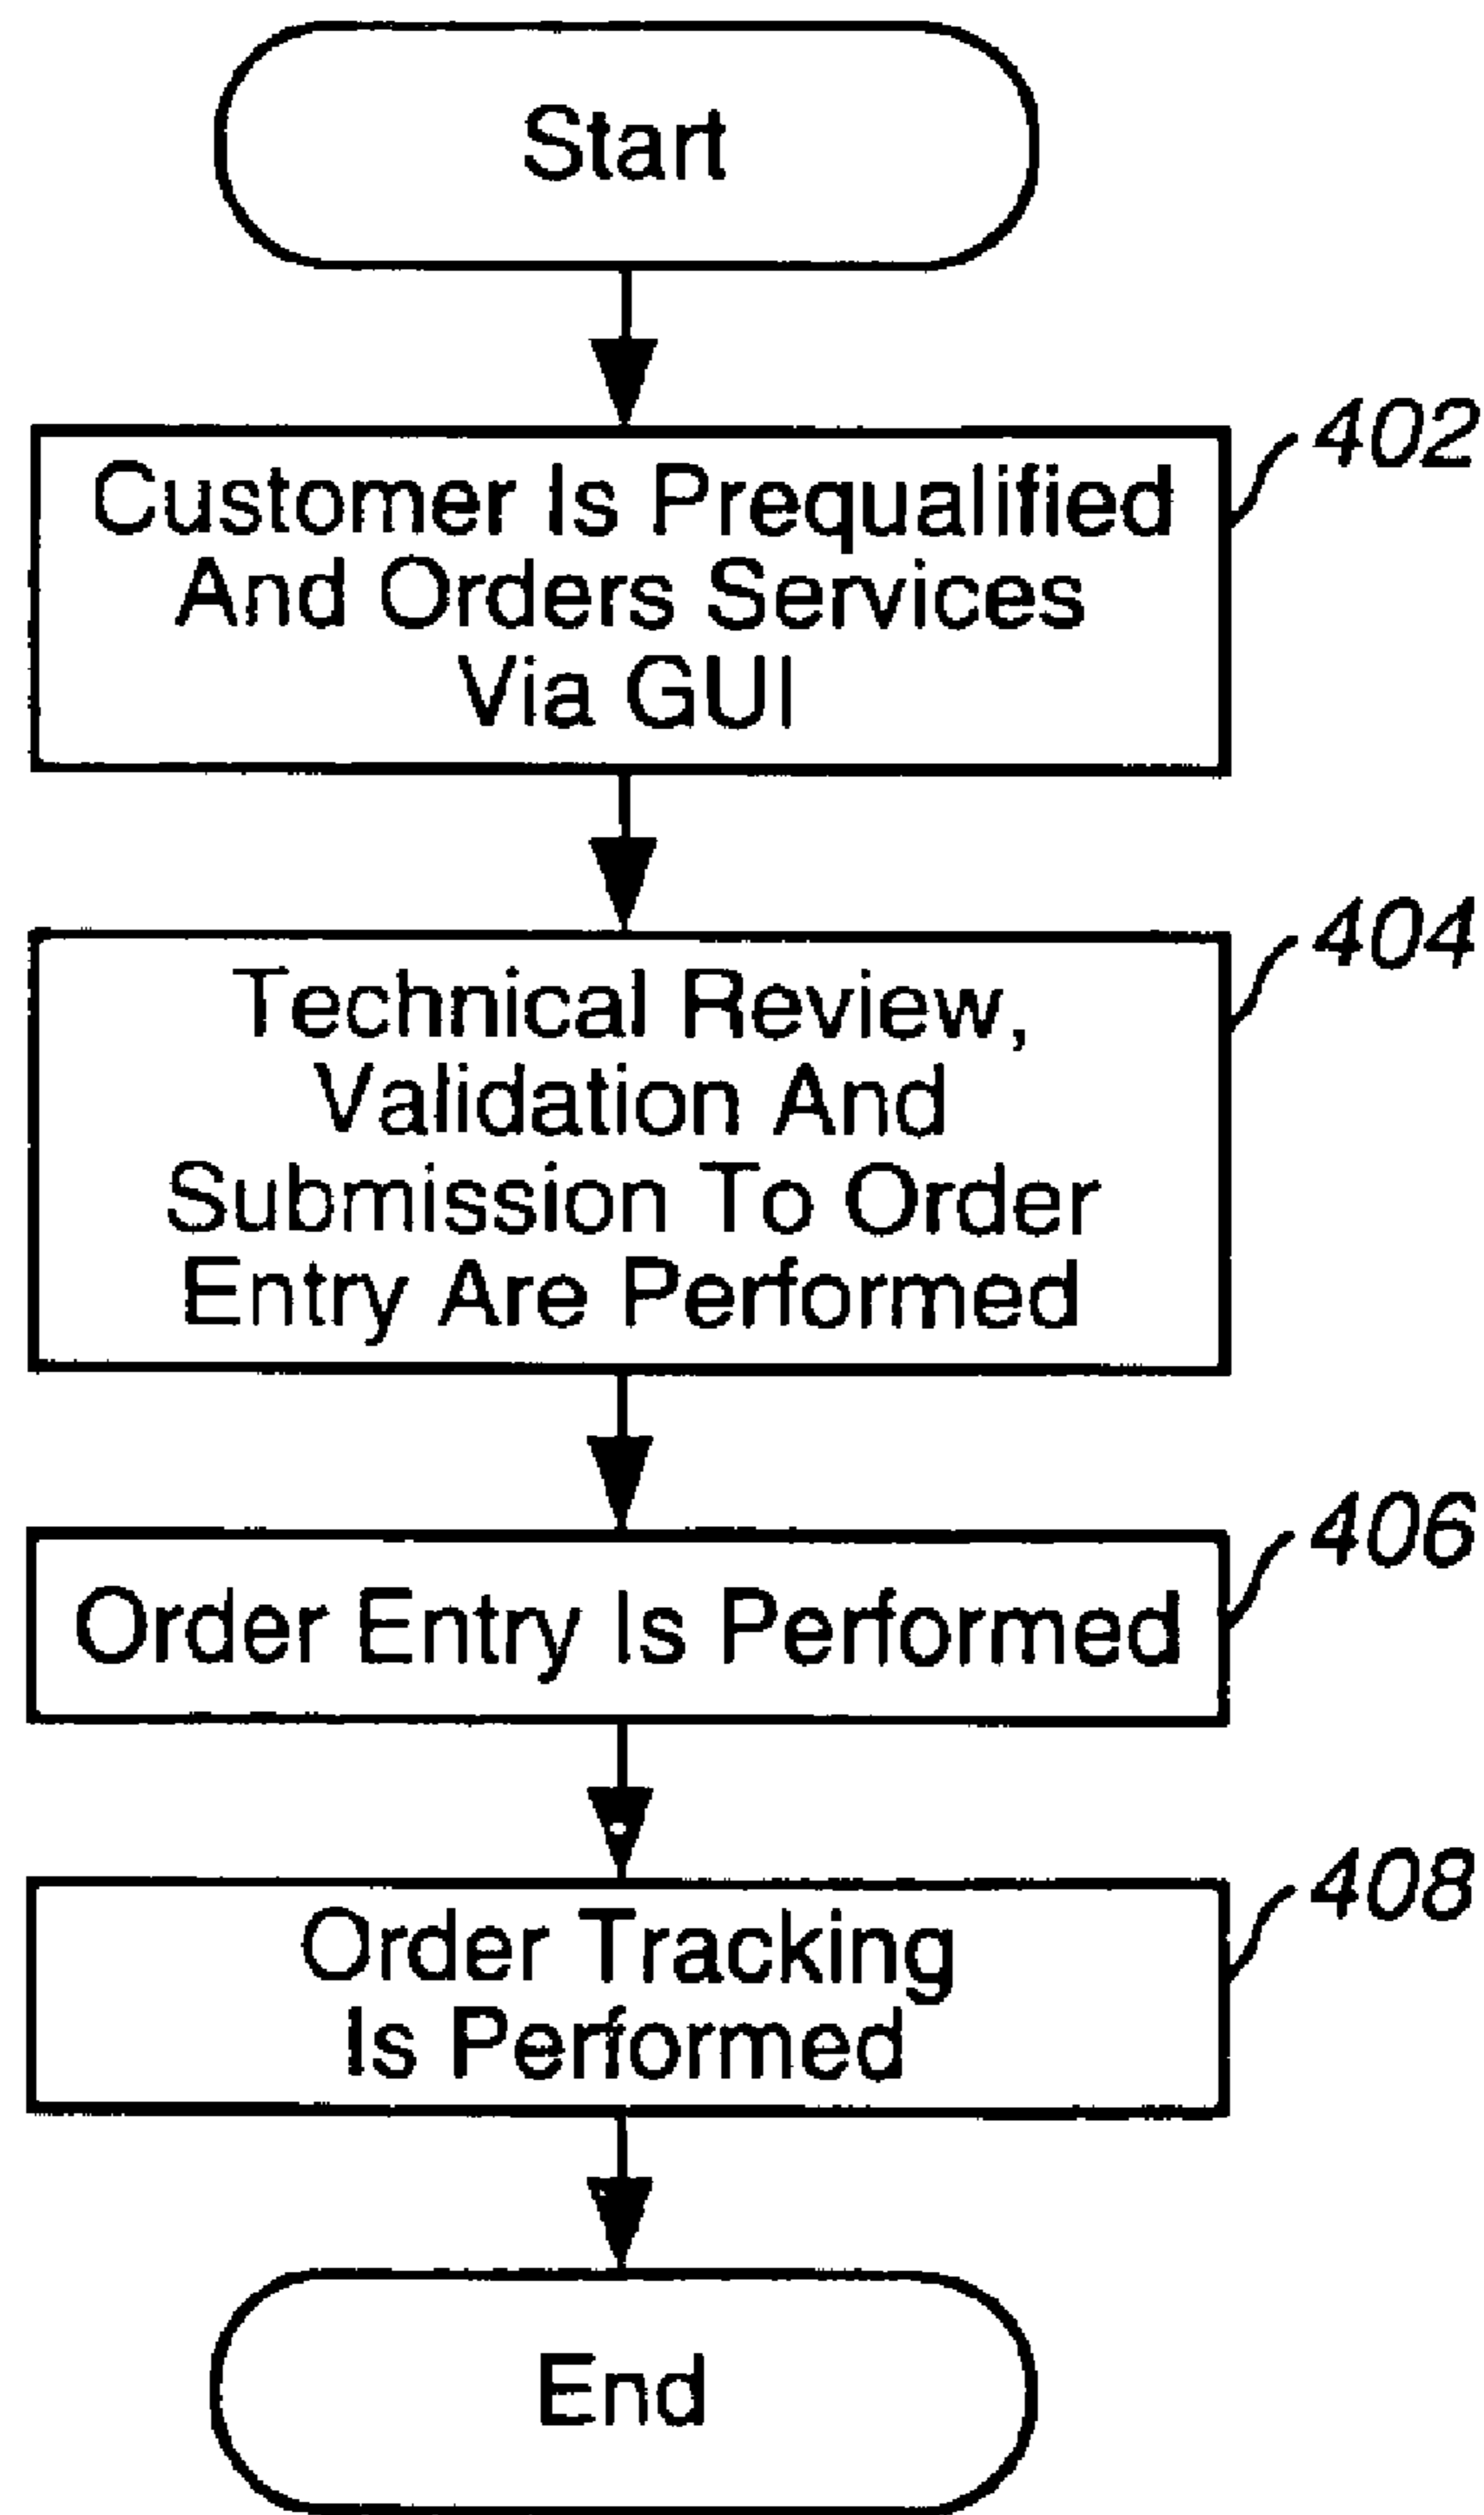 Start
402
Customer Is Prequalified
And Orders Services
Via GUI
404
Technical Review,
Validation And
Submission To Order
Entry Are Performed
406
Order Entry Is Performed
408
Order Tracking
Is Performed
End